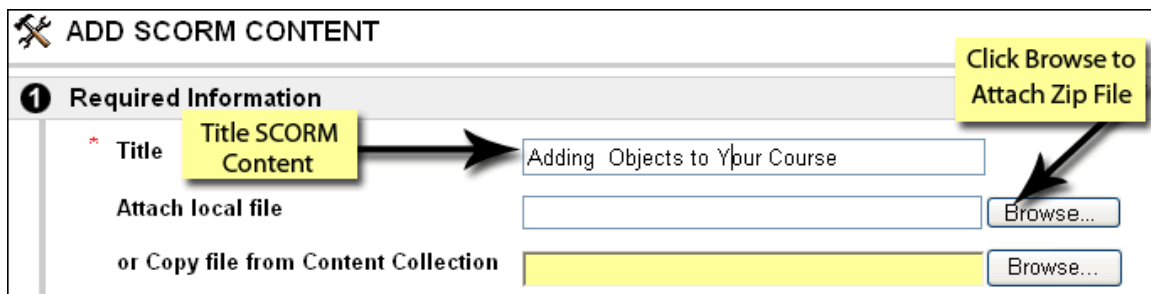 ADD SCORM CONTENT
Click Browse to
Attach Zip File
1 Required Information
* Title
Title SCORM
Content
Adding Objects to Your Course
Attach local file
Browse...
or Copy file from Content Collection
Browse...